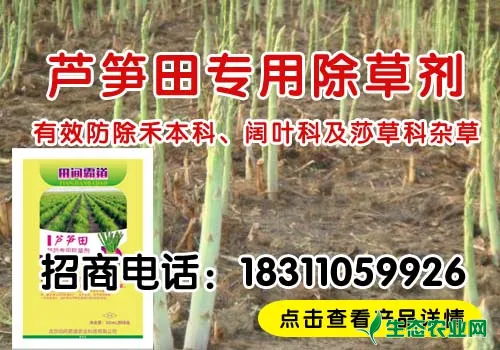 芦笋田专用除草剂
有效防除禾本科、阔叶科及莎草科杂草
田间霸道
TIANJIANBADAO
芦笋田
招商电话：18311059926
点击查看产品详情
生态农业网